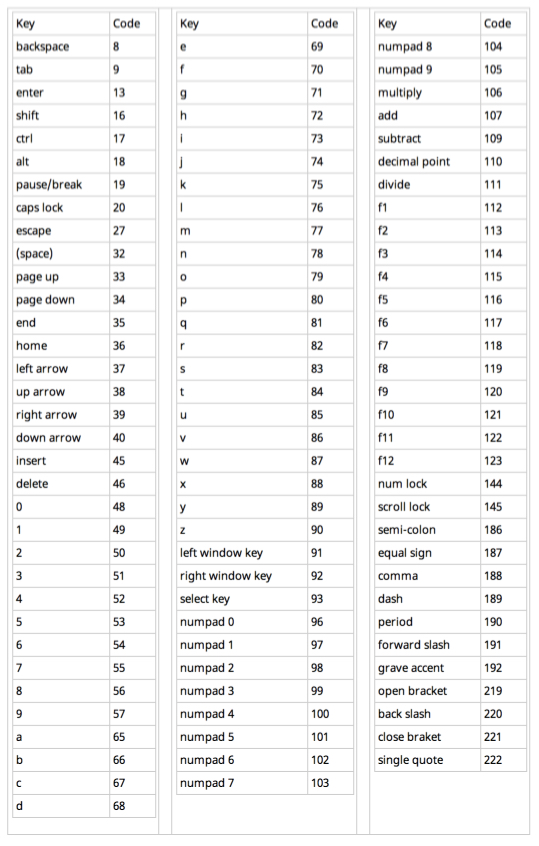 Key Code
backspace 8
tab 9
enter 13
shift 16
ctrl 17
alt 18
pause/break 19
caps lock 20
escape 27
(space) 32
page up 33
page down 34
end 35
home 36
left arrow 37
up arrow 38
right arrow 39
down arrow 40
insert 45
delete 46
0 48
1 49
2 50
3 51
4 52
5 53
6 54
7 55
8 56
9 57
a 65
b 66
c 67
d 68
Key Code
e 69
f 70
g 71
h 72
i 73
j 74
k 75
l 76
m 77
n 78
o 79
p 80
q 81
r 82
s 83
t 84
u 85
v 86
w 87
x 88
y 89
z 90
left window key 91
right window key 92
select key 93
numpad 0 96
numpad 1 97
numpad 2 98
numpad 3 99
numpad 4 100
numpad 5 101
numpad 6 102
numpad 7 103
Key Code
numpad 8 104
numpad 9 105
multiply 106
add 107
subtract 109
decimal point 110
divide 111
f1 112
f2 113
f3 114
f4 115
f5 116
f6 117
f7 118
f8 119
f9 120
f10 121
f11 122
f12 123
num lock 144
scroll lock 145
semi-colon 186
equal sign 187
comma 188
dash 189
period 190
forward slash 191
grave accent 192
open bracket 219
back slash 220
close braket 221
single quote 222